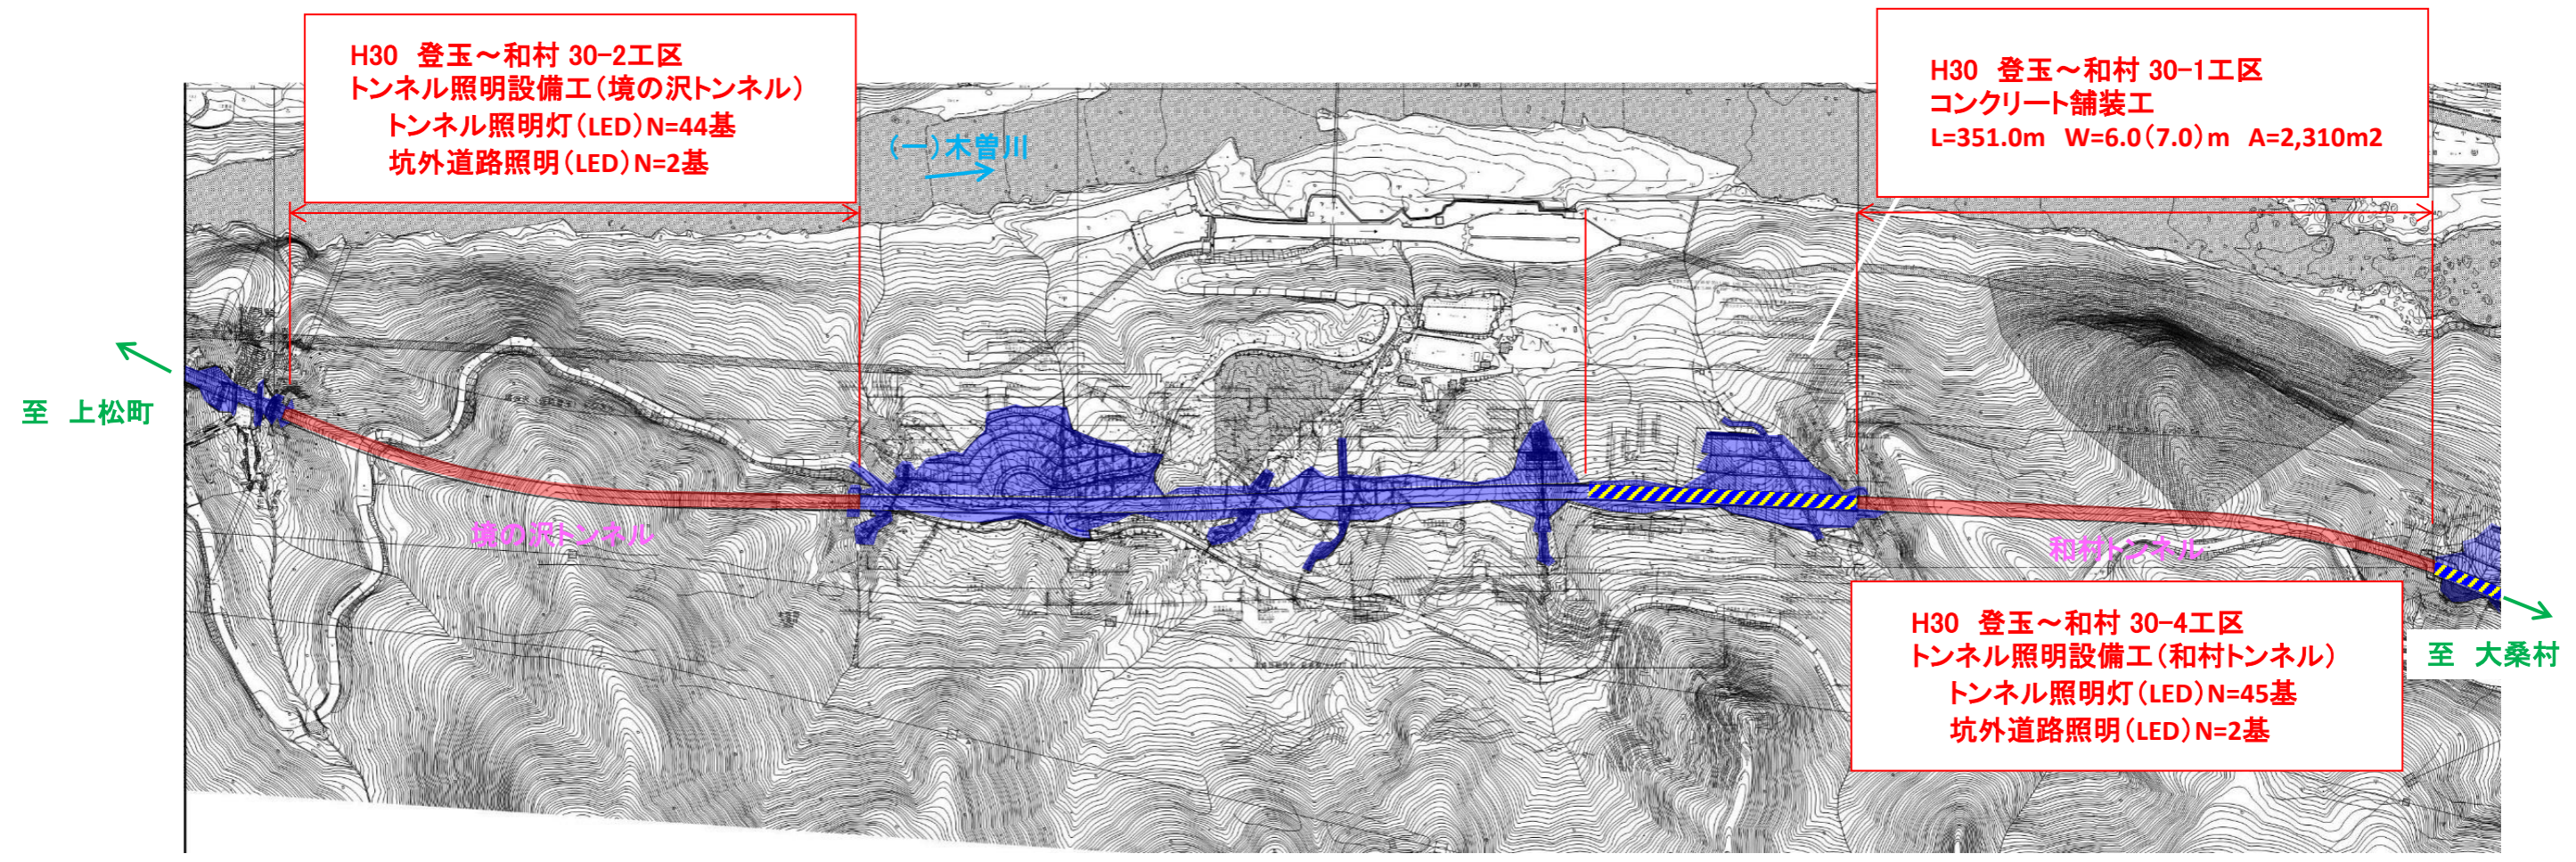 H30 登玉～和村 30-2工区
トンネル照明設備工(境の沢トンネル)
トンネル照明灯(LED)N=44基
坑外道路照明(LED)N=2基
H30 登玉～和村 30-1工区
コンクリート舗装工
L=351.0m W=6.0(7.0)m A=2,310m2
(一)木曽川
至 上松町
境の沢トンネル
和村トンネル
H30 登玉～和村 30-4工区
トンネル照明設備工(和村トンネル)
トンネル照明灯(LED)N=45基
坑外道路照明(LED)N=2基
至 大桑村